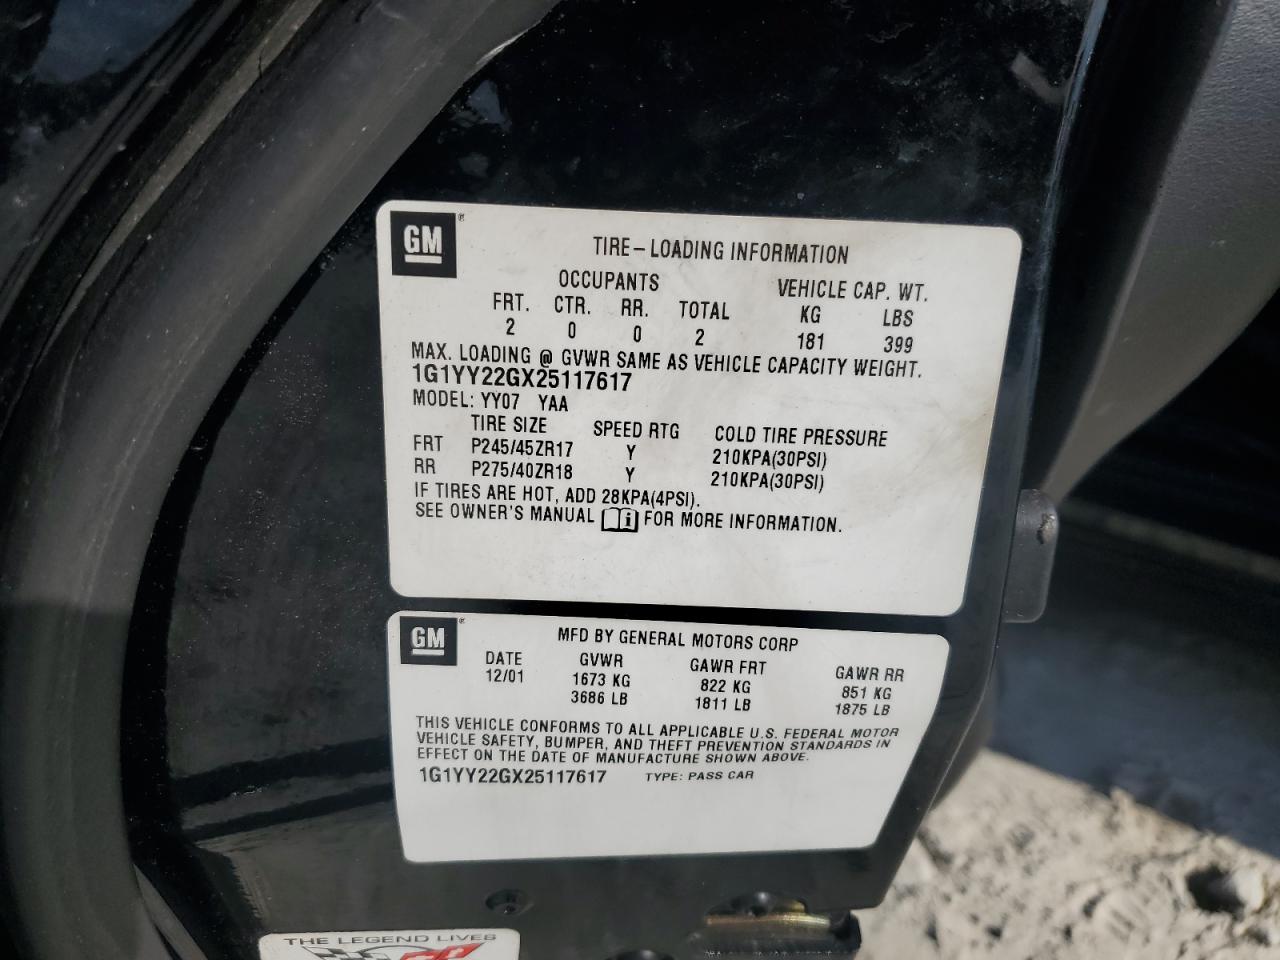 GM®
TIRE-LOADING INFORMATION
OCCUPANTS VEHICLE CAP. WT.
FRT. CTR. RR. TOTAL KG LBS
2 0 0 2 181 399
MAX. LOADING @ GVWR SAME AS VEHICLE CAPACITY WEIGHT.
1G1YY22GX25117617
MODEL: YY07 YAA
TIRE SIZE SPEED RTG COLD TIRE PRESSURE
FRT P245/45ZR17 Y 210KPA(30PSI)
RR P275/40ZR18 Y 210KPA(30PSI)
IF TIRES ARE HOT, ADD 28KPA(4PSI).
SEE OWNER'S MANUAL i FOR MORE INFORMATION.
GM®
MFD BY GENERAL MOTORS CORP
DATE GVWR GAWR FRT GAWR RR
12/01 1673 KG 822 KG 851 KG
3686 LB 1811 LB 1875 LB
THIS VEHICLE CONFORMS TO ALL APPLICABLE U.S. FEDERAL MOTOR
VEHICLE SAFETY, BUMPER, AND THEFT PREVENTION STANDARDS IN
EFFECT ON THE DATE OF MANUFACTURE SHOWN ABOVE.
1G1YY22GX25117617 TYPE: PASS CAR
THE LEGEND LIVES